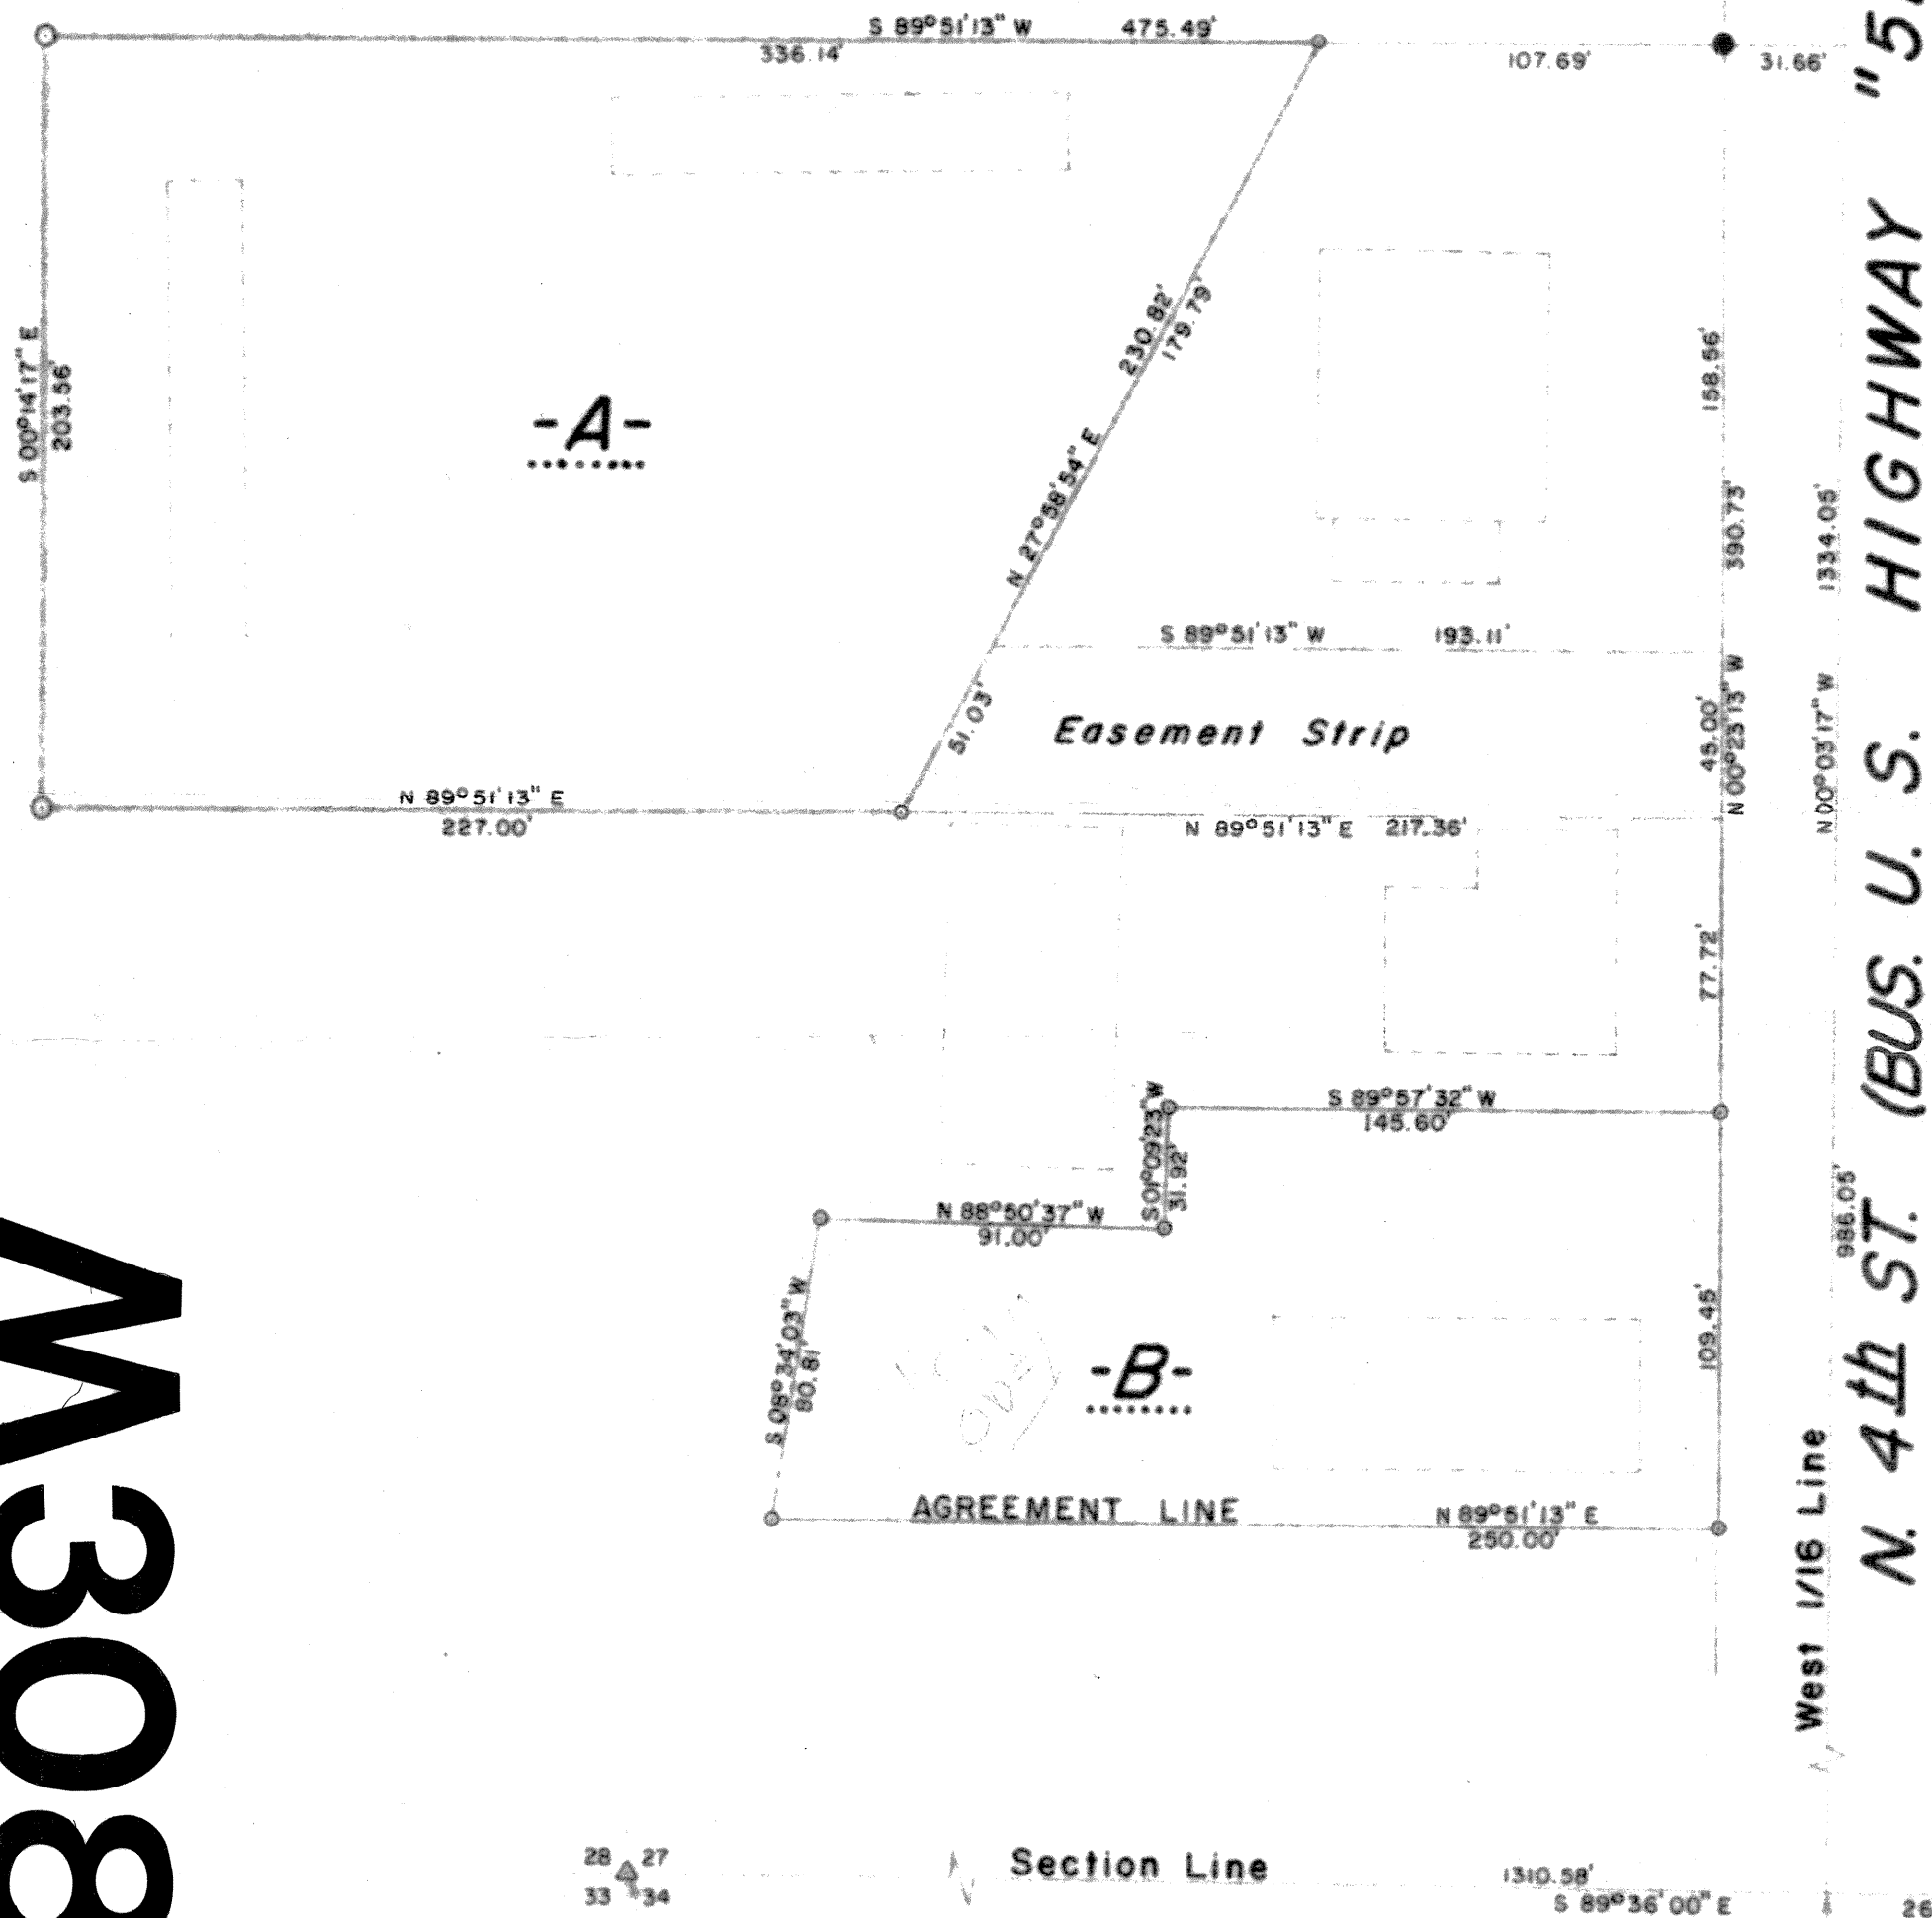 S 89°51'13" W 475.49'
336.14'
107.69'
31.66'
S 00°14'17" E
203.56'
-A-
230.82'
179.79'
N 27°58'54" E
51.03'
158.56'
390.73'
1334.05'
S 89°51'13" W 193.11'
Easement Strip
45.00'
N 00°23'13" W
N 00°03'17" W
N 89°51'13" E
227.00'
N 89°51'13" E 217.36'
77.72'
S 89°57'32" W
145.60'
S 01°09'23" W
31.92'
N 88°50'37" W
91.00'
80.81'
-B-
109.45'
986.05'
AGREEMENT LINE
N 89°51'13" E
250.00'
West 1/16 Line
N. 4th ST. (BUS. U. S. HIGHWAY "5
803W
28 27
33 34
Section Line
1310.58'
S 89°36'00" E